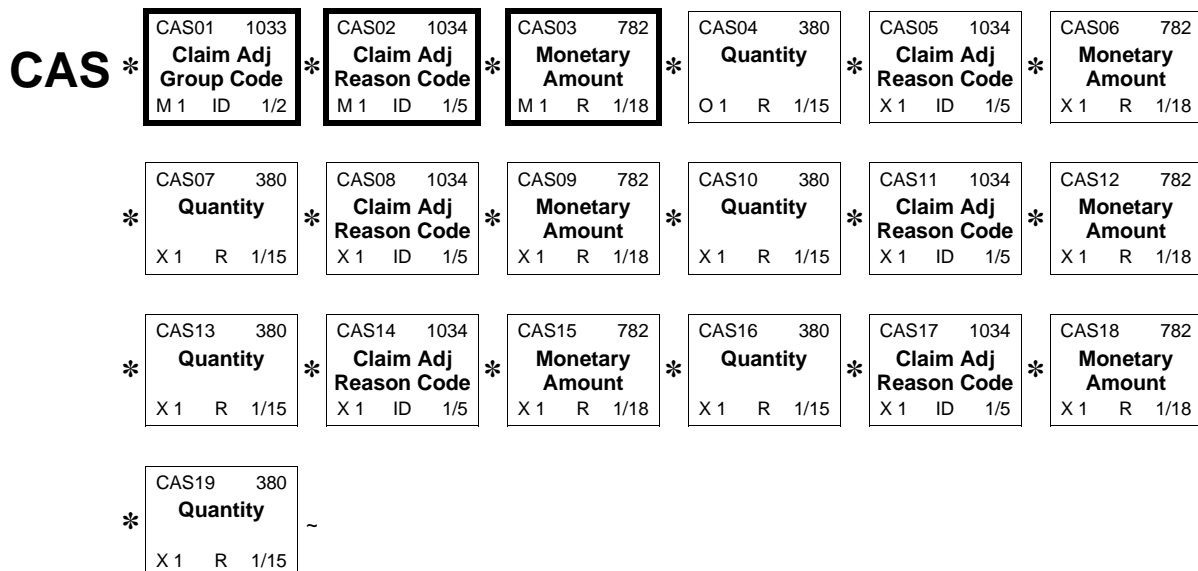 CAS01 1033 CAS02 1034 CAS03 782 CAS04 380 CAS05 1034 CAS06 782
CAS * Claim Adj * Claim Adj * Monetary * Quantity * Claim Adj * Monetary
Group Code Reason Code Amount Reason Code Amount
M 1 ID 1/2 M 1 ID 1/5 M 1 R 1/18 O 1 R 1/15 X 1 ID 1/5 X 1 R 1/18
CAS07 380 CAS08 1034 CAS09 782 CAS10 380 CAS11 1034 CAS12 782
* Quantity * Claim Adj * Monetary * Quantity * Claim Adj * Monetary
Reason Code Amount Reason Code Amount
X 1 R 1/15 X 1 ID 1/5 X 1 R 1/18 X 1 R 1/15 X 1 ID 1/5 X 1 R 1/18
CAS13 380 CAS14 1034 CAS15 782 CAS16 380 CAS17 1034 CAS18 782
* Quantity * Claim Adj * Monetary * Quantity * Claim Adj * Monetary
Reason Code Amount Reason Code Amount
X 1 R 1/15 X 1 ID 1/5 X 1 R 1/18 X 1 R 1/15 X 1 ID 1/5 X 1 R 1/18
CAS19 380
* Quantity ~
X 1 R 1/15